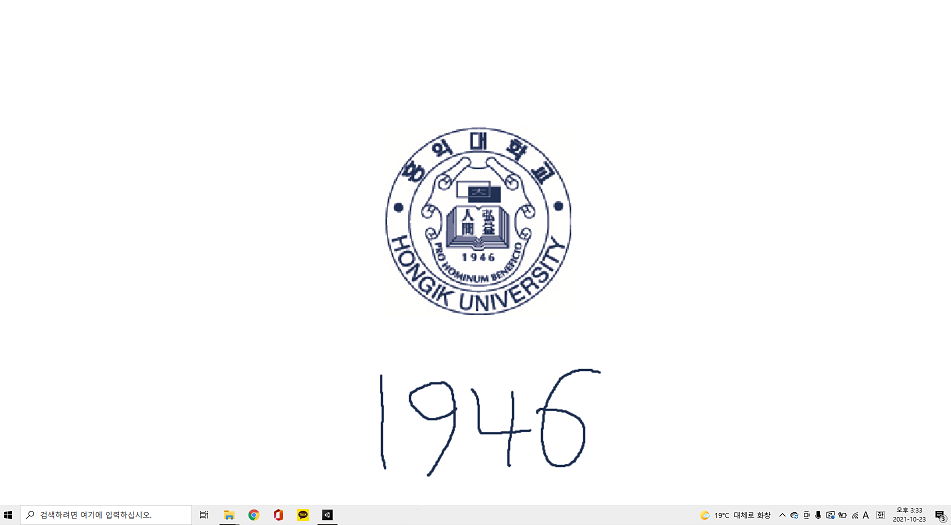 홍익대학교
人間 弘益
1946
PRO HOMINUM BENEFICIO
HONGIK UNIVERSITY
1946
검색하려면 여기에 입력하십시오.
19°C 대체로 화창
A
오후 3:33
2021-10-23